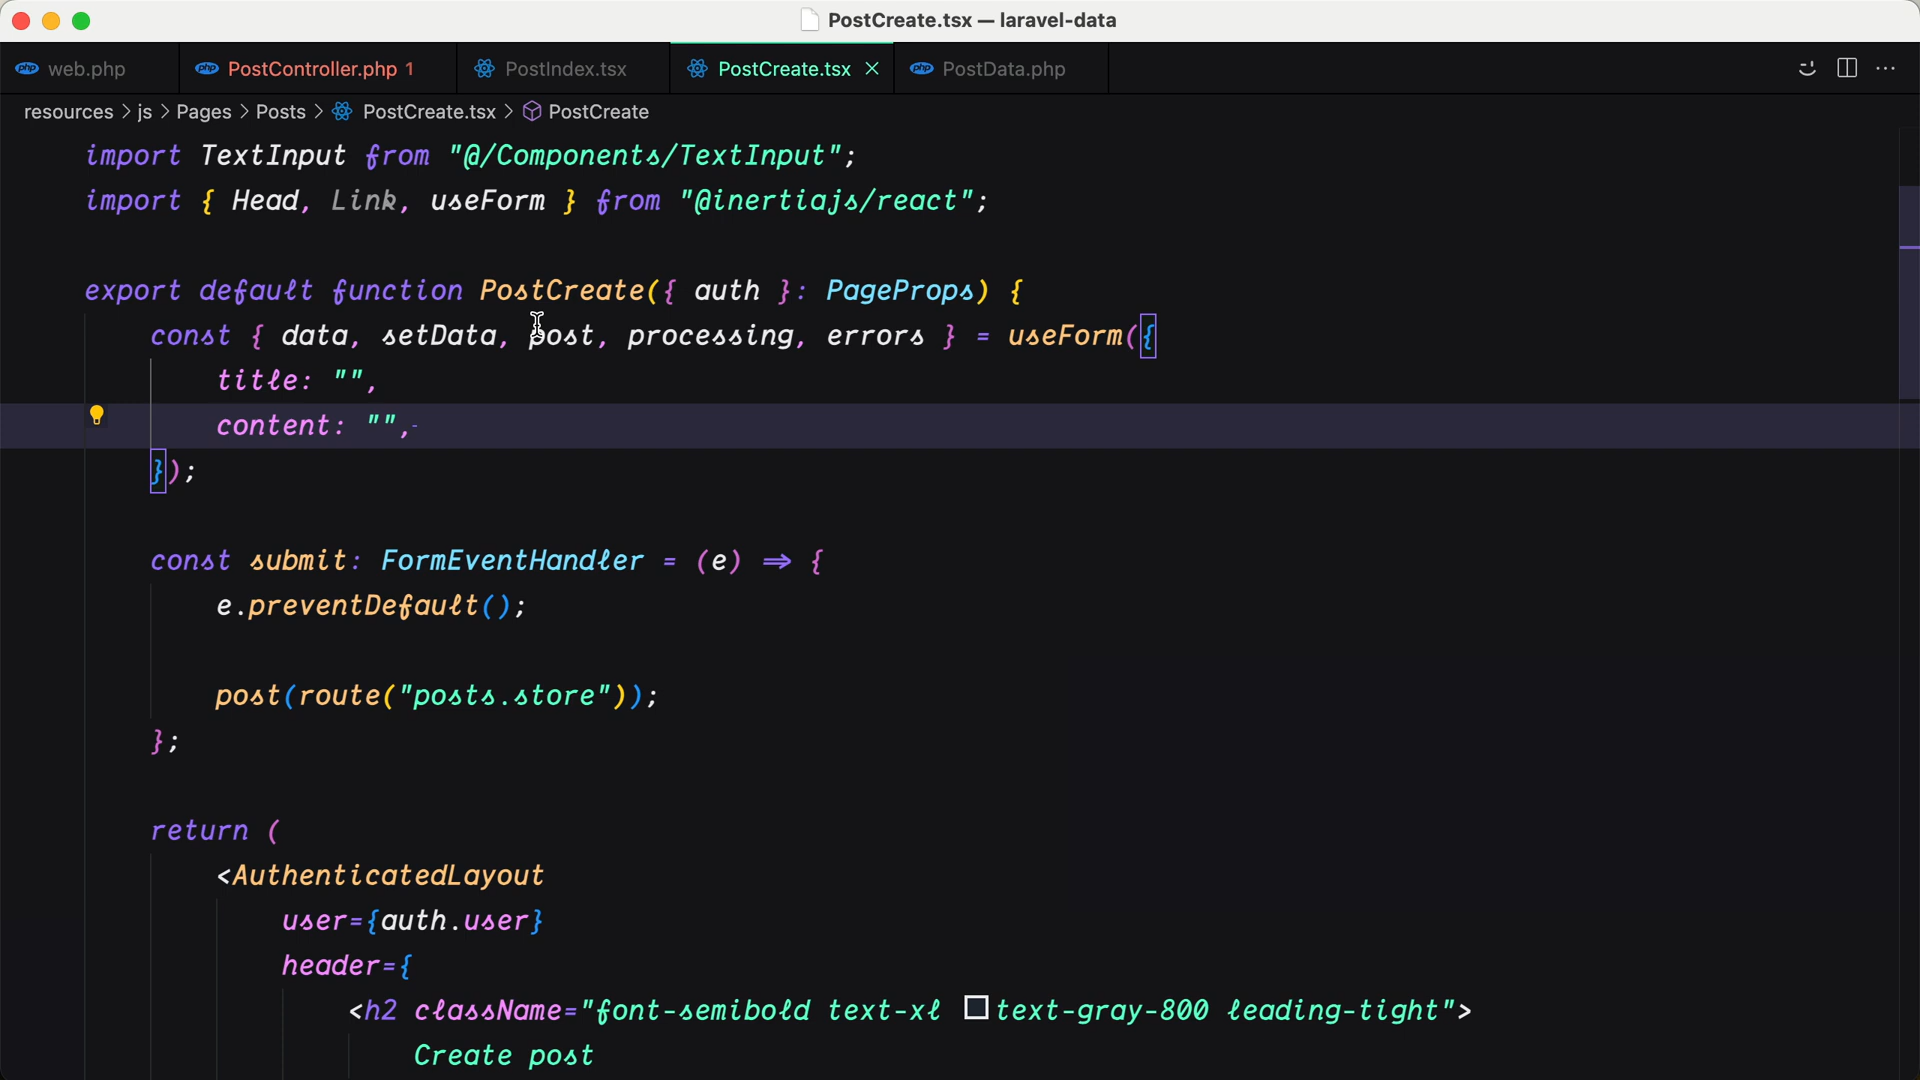 PostCreate.tsx — laravel-data
web.php
PostController.php 1
PostIndex.tsx
PostCreate.tsx
PostData.php
resources > js > Pages > Posts > PostCreate.tsx > PostCreate
import TextInput from "@/Components/TextInput";
import { Head, Link, useForm } from "@inertiajs/react";
export default function PostCreate({ auth }: PageProps) {
const { data, setData, post, processing, errors } = useForm({
title: "",
content: "",
});
const submit: FormEventHandler = (e) => {
e.preventDefault();
post(route("posts.store"));
};
return (
<AuthenticatedLayout
user={auth.user}
header={
<h2 className="font-semibold text-xl text-gray-800 leading-tight">
Create post